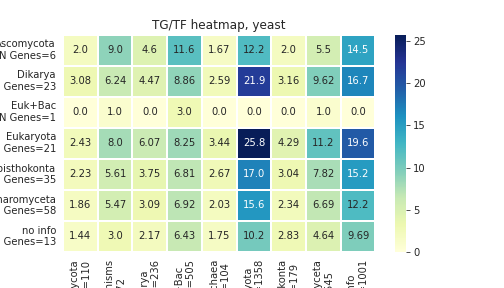 TG/TF heatmap, yeast
scomycota
N Genes=6
2.0 9.0 4.6 11.6 1.67 12.2 2.0 5.5 14.5
Dikarya
Genes=23
3.08 6.24 4.47 8.86 2.59 21.9 3.16 9.62 16.7
Euk+Bac
N Genes=1
0.0 1.0 0.0 3.0 0.0 0.0 0.0 1.0 0.0
Eukaryota
Genes=21
2.43 8.0 6.07 8.25 3.44 25.8 4.29 11.2 19.6
pisthokonta
Genes=35
2.23 5.61 3.75 6.81 2.67 17.0 3.04 7.82 15.2
haromyceta
Genes=58
1.86 5.47 3.09 6.92 2.03 15.6 2.34 6.69 12.2
no info
Genes=13
1.44 3.0 2.17 6.43 1.75 10.2 2.83 4.64 9.69
25
20
15
10
5
0
ycota
=110
nisms
72
rya
=236
+Bac
=505
haea
=104
yota
=1358
konta
=179
yceta
545
nfo
1001